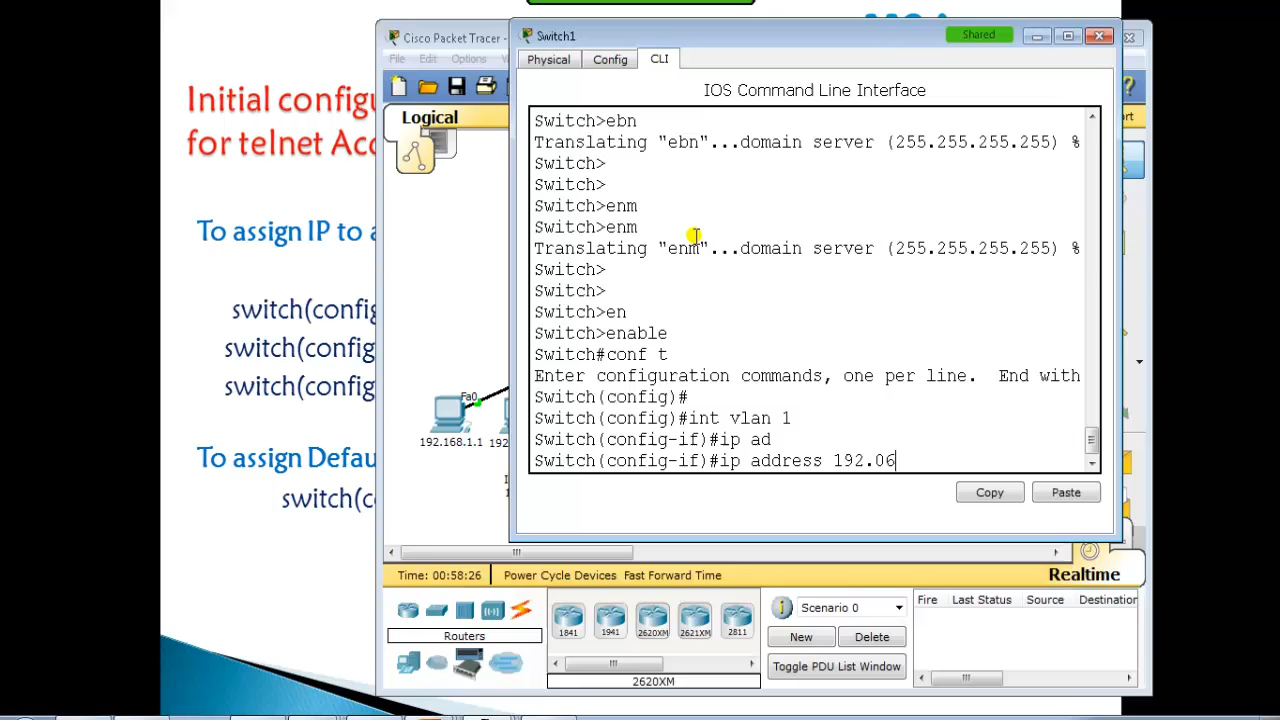 Initial configu
for telnet Acc
To assign IP to a
switch(config
switch(config
switch(config
To assign Defau
switch(c
Cisco Packet Tracer -
File Edit Options
Logical
Fa0
192.168.1.1 192
Switch1
Shared
Physical Config CLI
IOS Command Line Interface
Switch>ebn
Translating "ebn"...domain server (255.255.255.255) %
Switch>
Switch>
Switch>enm
Switch>enm
Translating "enm"...domain server (255.255.255.255) %
Switch>
Switch>
Switch>en
Switch>enable
Switch#conf t
Enter configuration commands, one per line.  End with
Switch(config)#
Switch(config)#int vlan 1
Switch(config-if)#ip ad
Switch(config-if)#ip address 192.06
Copy Paste
Time: 00:58:26 Power Cycle Devices Fast Forward Time
Realtime
Routers
1841 1941 2620XM 2621XM 2811
2620XM
Scenario 0
New Delete
Toggle PDU List Window
Fire Last Status Source Destination